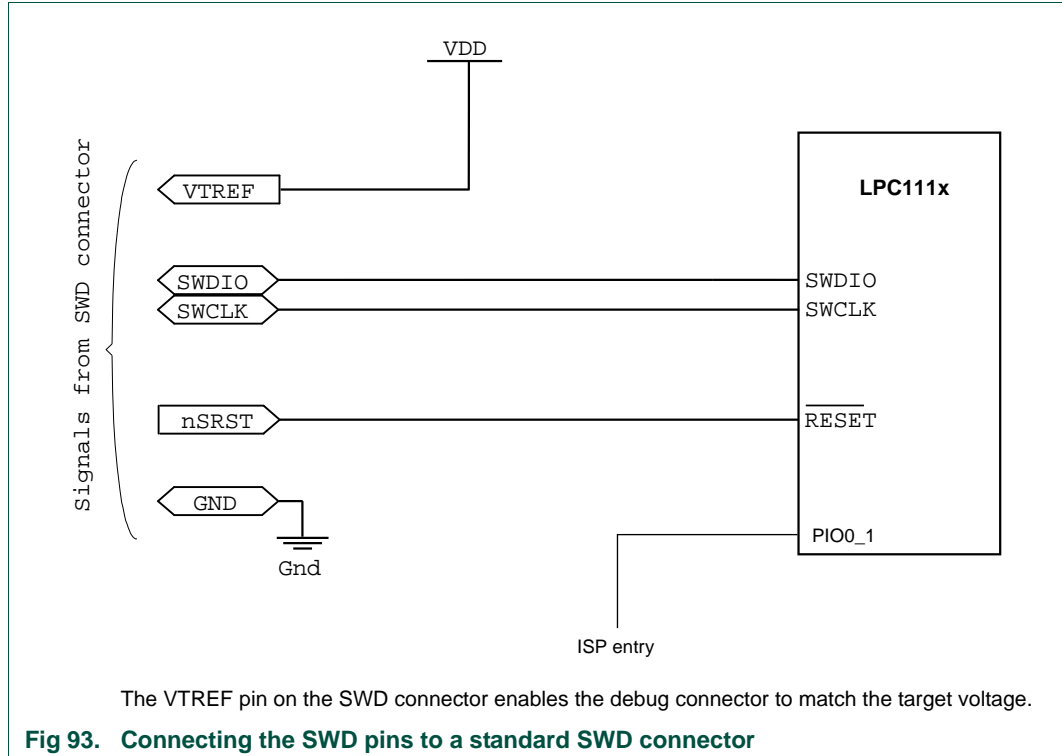 VDD
Signals from SWD connector
VTREF
LPC111x
SWDIO
SWDIO
SWCLK
SWCLK
nSRST
RESET
GND
Gnd
PIO0_1
ISP entry
The VTREF pin on the SWD connector enables the debug connector to match the target voltage.
Fig 93. Connecting the SWD pins to a standard SWD connector